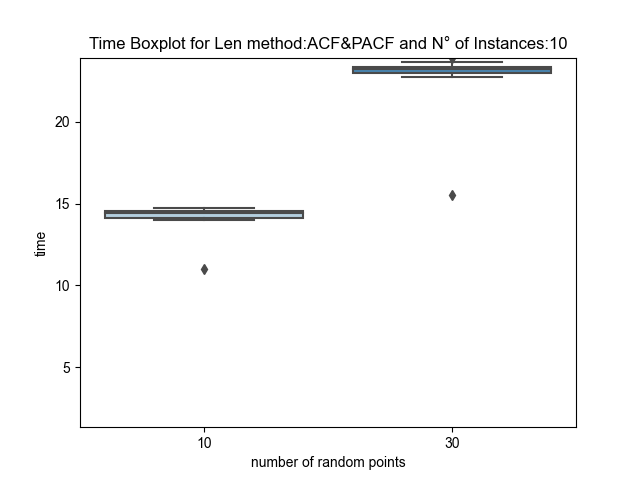 Time Boxplot for Len method:ACF&PACF and N° of Instances:10
20
15
10
5
time
10 30
number of random points